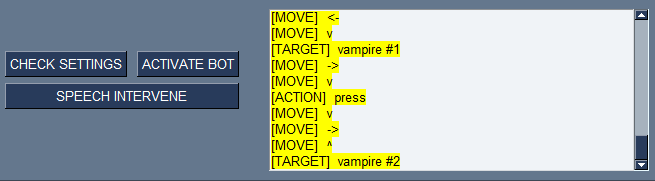 CHECK SETTINGS
ACTIVATE BOT
SPEECH INTERVENE
[MOVE] <-
[MOVE] v
[TARGET] vampire #1
[MOVE] ->
[MOVE] v
[ACTION] press
[MOVE] v
[MOVE] ->
[MOVE] ^
[TARGET] vampire #2